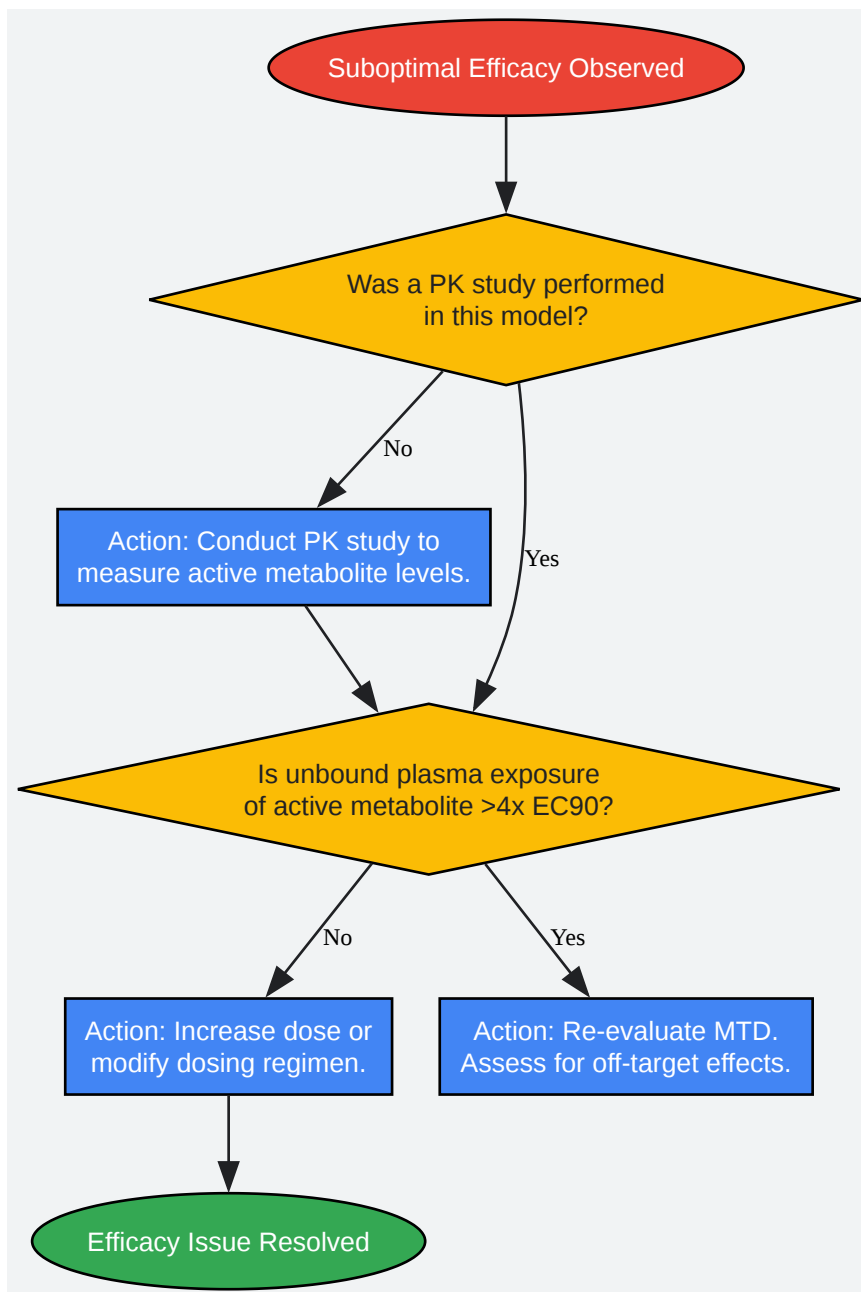 Suboptimal Efficacy Observed
Was a PK study performed
in this model?
No
Action: Conduct PK study to
measure active metabolite levels.
Yes
Is unbound plasma exposure
of active metabolite >4x EC90?
No
Yes
Action: Increase dose or
modify dosing regimen.
Action: Re-evaluate MTD.
Assess for off-target effects.
Efficacy Issue Resolved